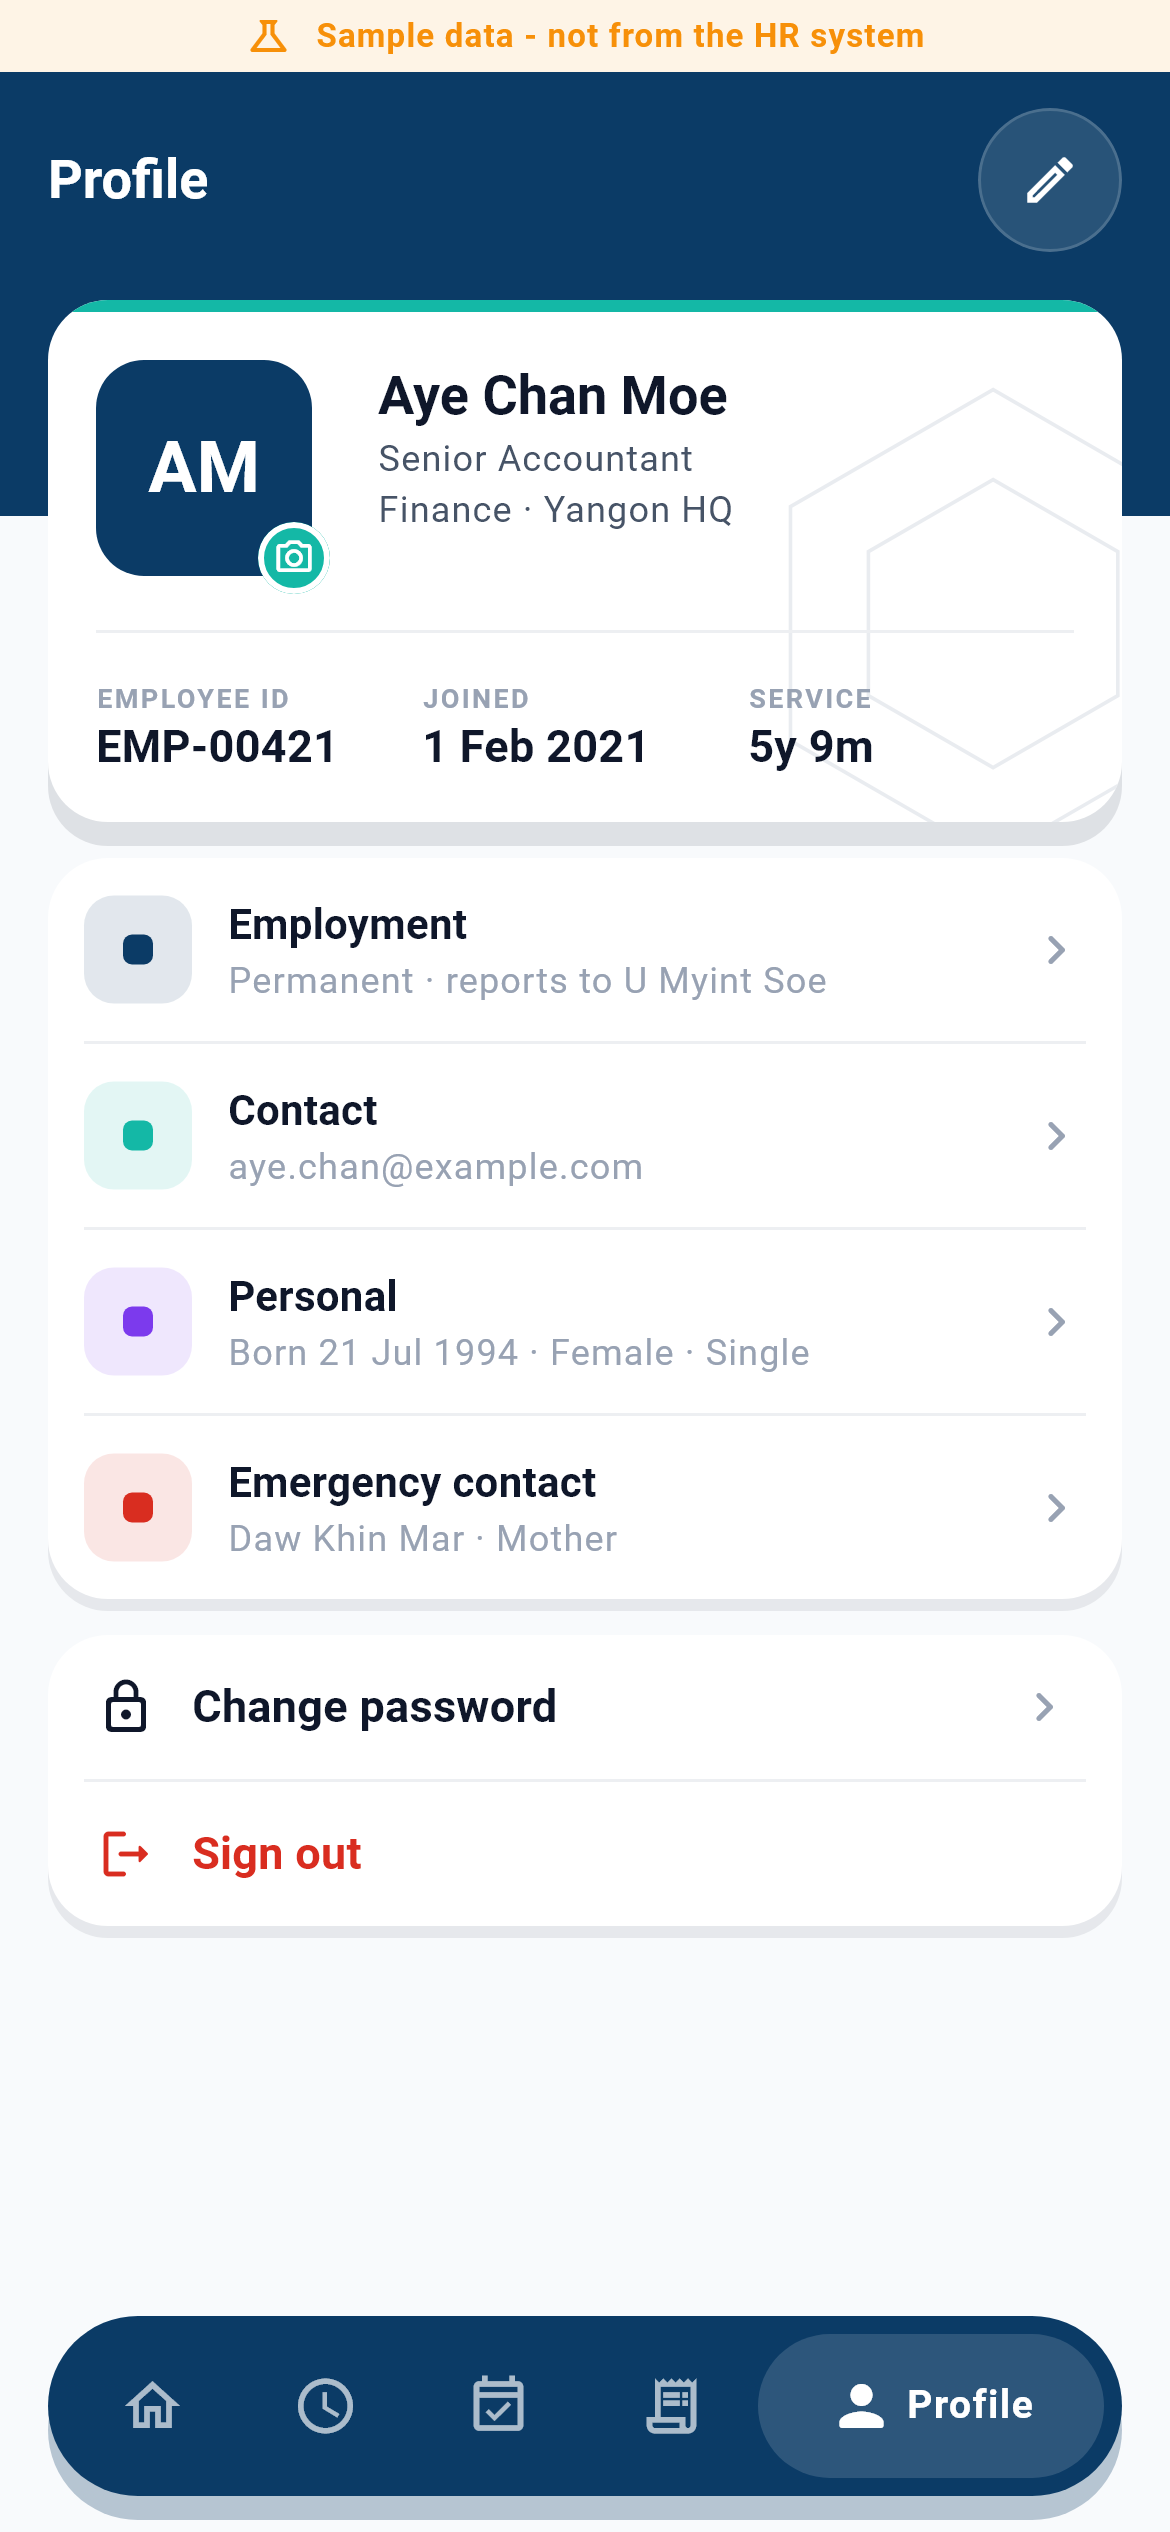 Sample data - not from the HR system
Profile
AM
Aye Chan Moe
Senior Accountant
Finance · Yangon HQ
EMPLOYEE ID
JOINED
SERVICE
EMP-00421
1 Feb 2021
5y 9m
Employment
Permanent · reports to U Myint Soe
Contact
aye.chan@example.com
Personal
Born 21 Jul 1994 · Female · Single
Emergency contact
Daw Khin Mar · Mother
Change password
Sign out
Profile